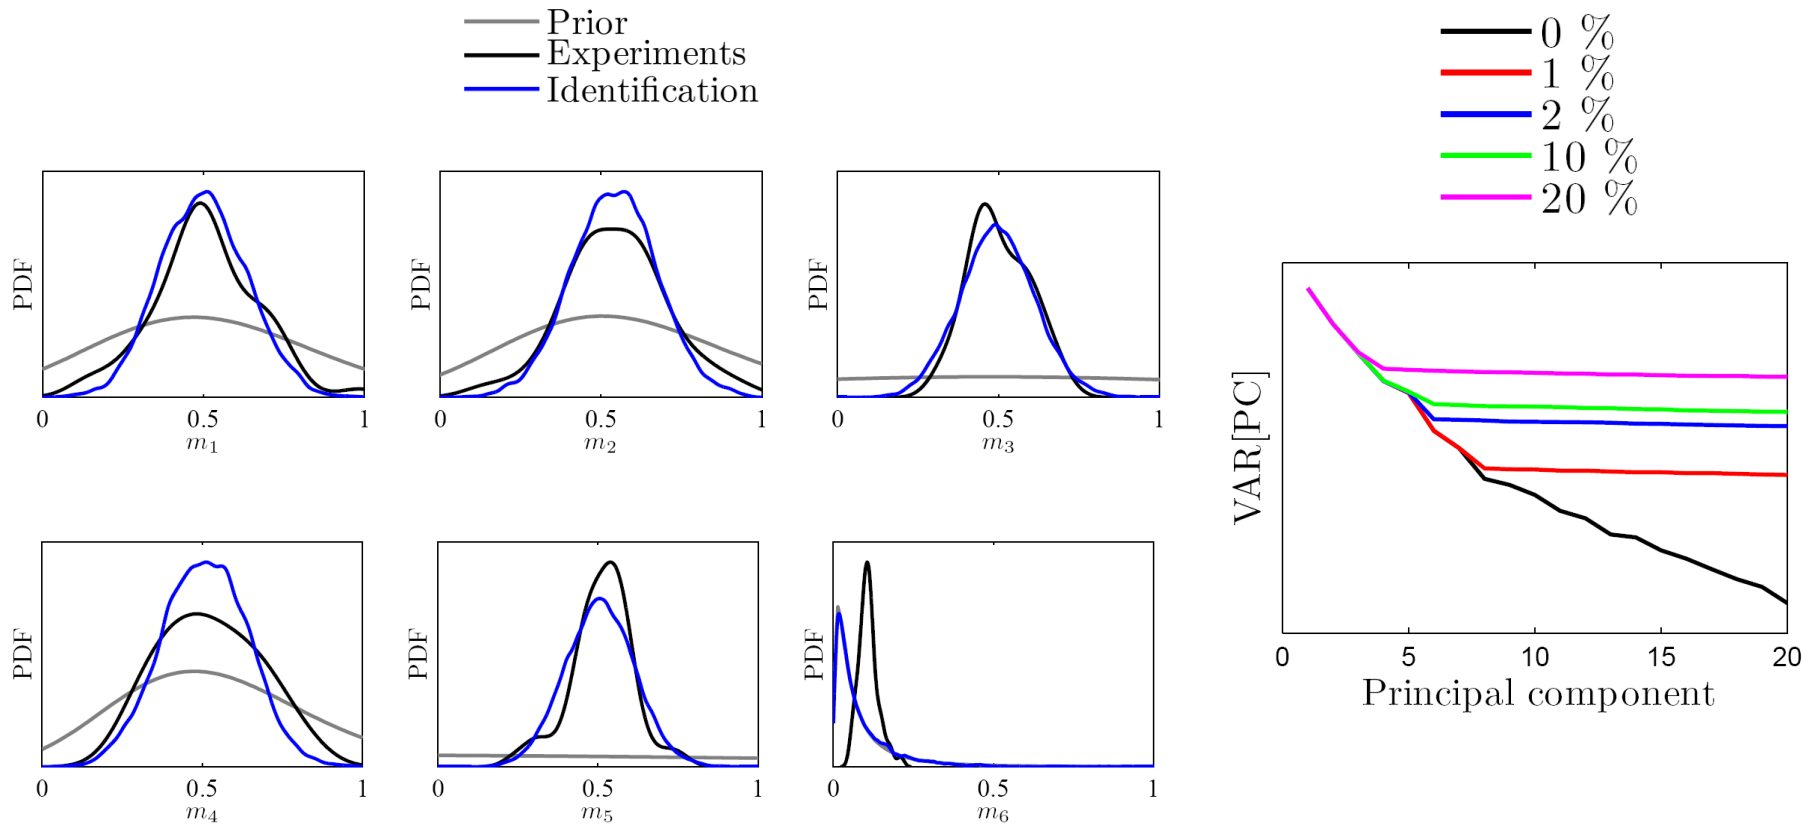 Prior
Experiments
Identification
PDF
0 0.5 1
m1
PDF
0 0.5 1
m2
PDF
0 0.5 1
m3
PDF
0 0.5 1
m4
PDF
0 0.5 1
m5
PDF
0 0.5 1
m6
0 %
1 %
2 %
10 %
20 %
VAR[PC]
0 5 10 15 20
Principal component